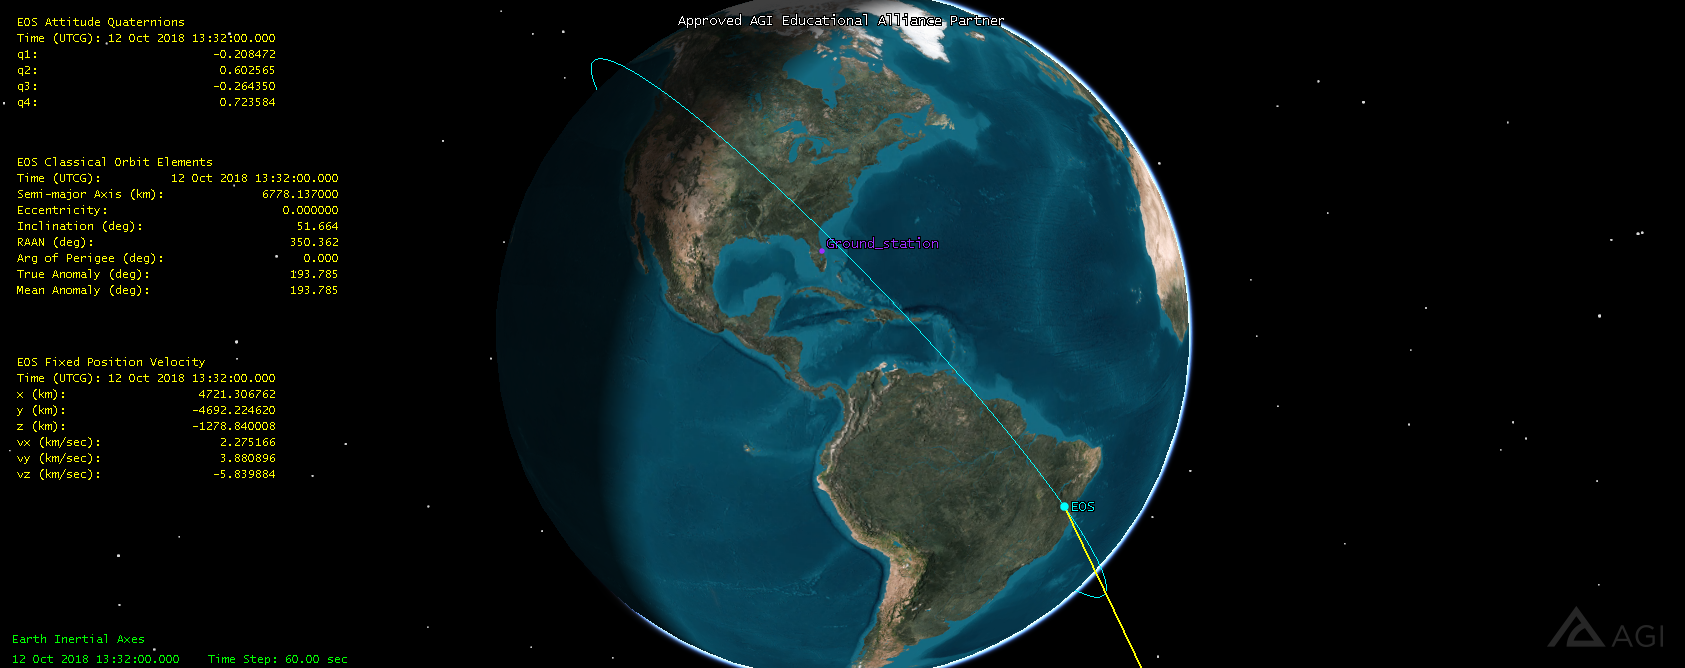 Approved AGI Educational Alliance Partner
EOS Attitude Quaternions
Time (UTCG): 12 Oct 2018 13:32:00.000
q1: -0.208472
q2: 0.602565
q3: -0.264350
q4: 0.723584
EOS Classical Orbit Elements
Time (UTCG): 12 Oct 2018 13:32:00.000
Semi-major Axis (km): 6778.137000
Eccentricity: 0.000000
Inclination (deg): 51.664
RAAN (deg): 350.362
Arg of Perigee (deg): 0.000
True Anomaly (deg): 193.785
Mean Anomaly (deg): 193.785
Ground_station
EOS Fixed Position Velocity
Time (UTCG): 12 Oct 2018 13:32:00.000
x (km): 4721.306762
y (km): -4692.224620
z (km): -1278.840008
vx (km/sec): 2.275166
vy (km/sec): 3.880896
vz (km/sec): -5.839884
EOS
Earth Inertial Axes
12 Oct 2018 13:32:00.000 Time Step: 60.00 sec
AGI